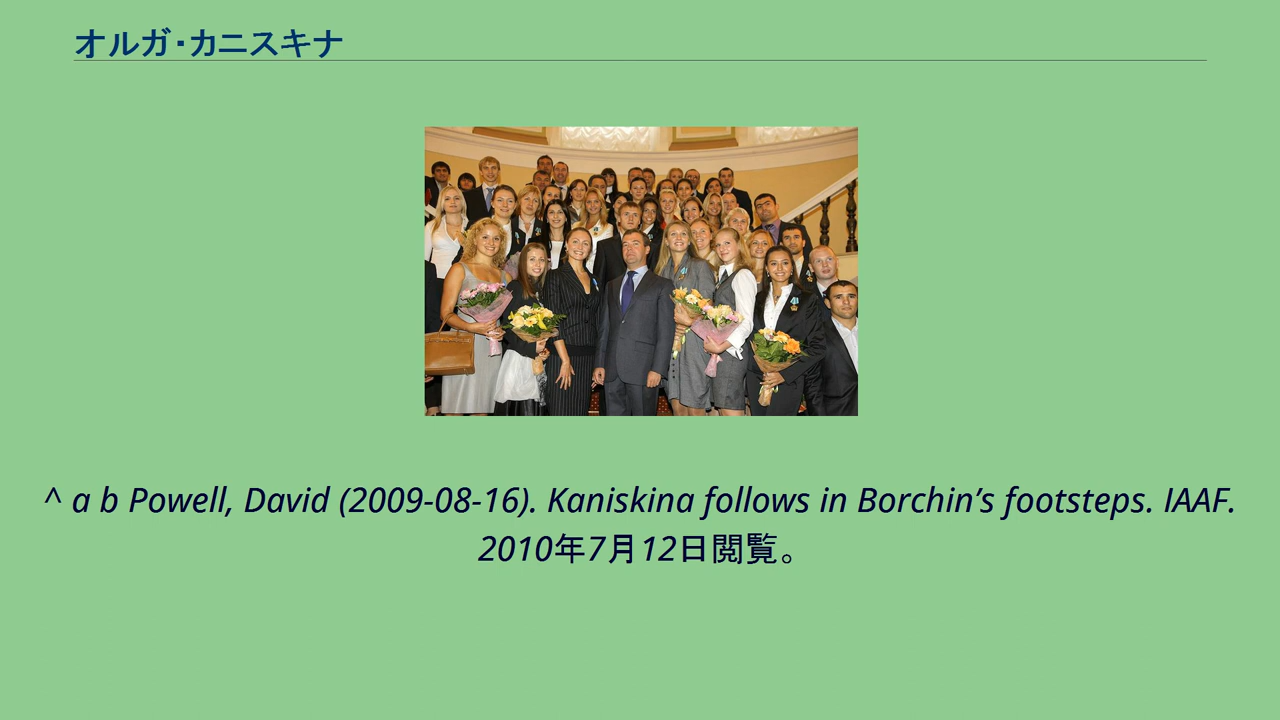 オルガ・カニスキナ
^ a b Powell, David (2009-08-16). Kaniskina follows in Borchin’s footsteps. IAAF.
2010年7月12日閲覧。